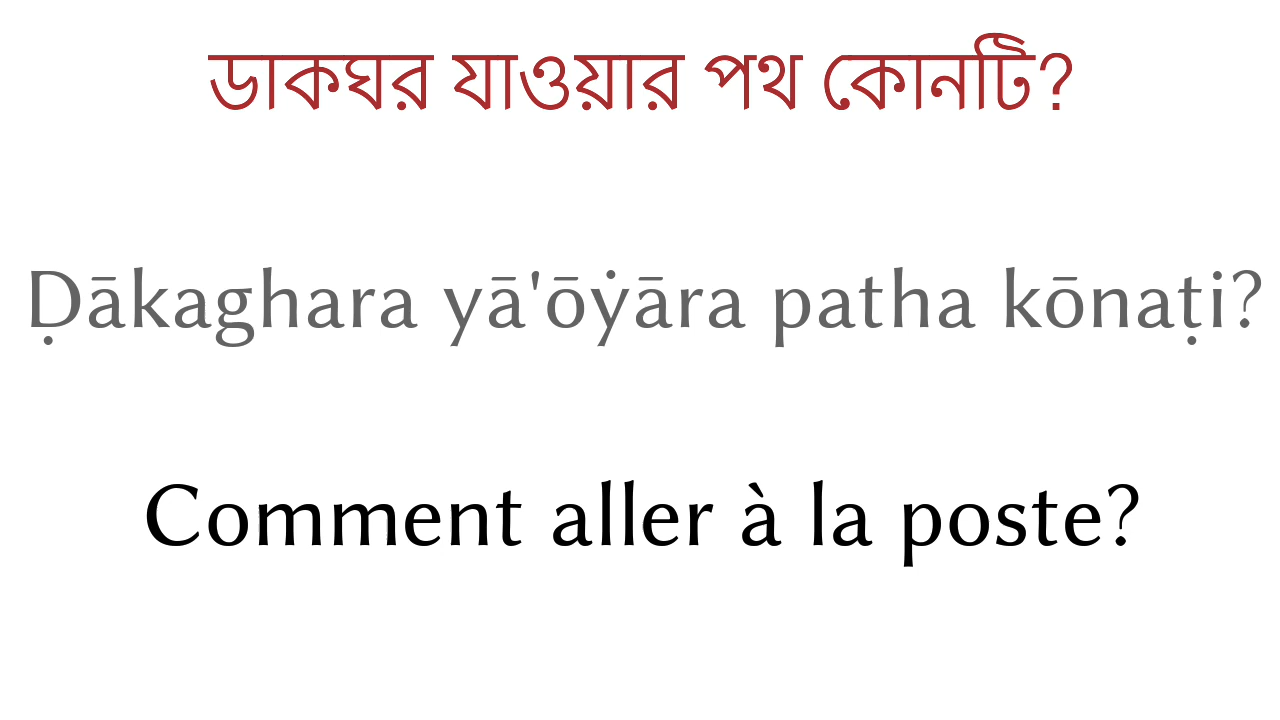 ডাকঘর যাওয়ার পথ কোনটি?
Ḍākaghara yā'ōẏāra patha kōnaṭi?
Comment aller à la poste?